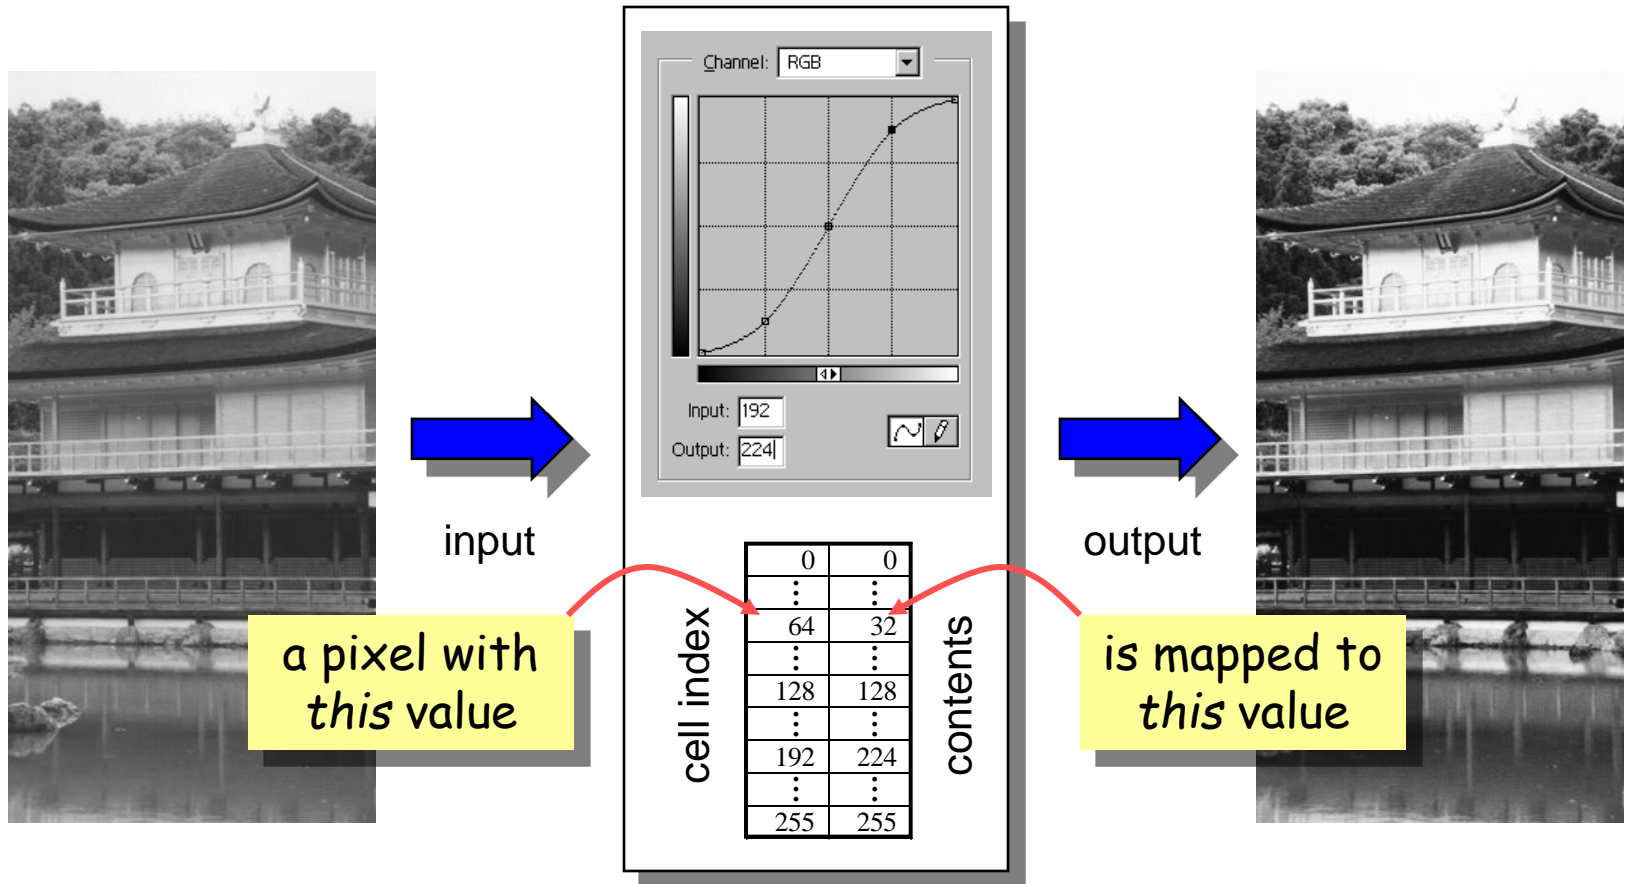 Channel: RGB
Input: 192
Output: 224
input
output
a pixel with
this value
is mapped to
this value
cell index
contents
0 0
⋮ ⋮
64 32
⋮ ⋮
128 128
⋮ ⋮
192 224
⋮ ⋮
255 255